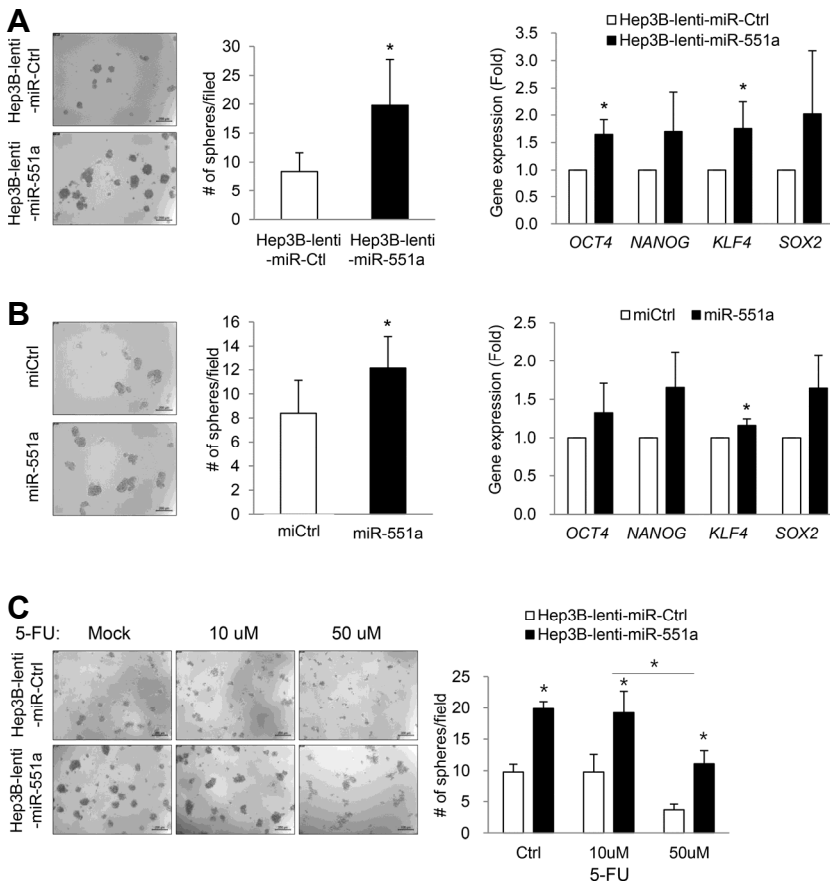 A
Hep3B-lenti
-miR-Ctrl
Hep3B-lenti
-miR-551a
# of spheres/filed
30
25
20
15
10
5
0
*
Hep3B-lenti
-miR-Ctl
Hep3B-lenti
-miR-551a
Hep3B-lenti-miR-Ctrl
Hep3B-lenti-miR-551a
Gene expression (Fold)
3.5
3.0
2.5
2.0
1.5
1.0
0.5
0.0
*
*
OCT4 NANOG KLF4 SOX2
B
miCtrl
miR-551a
# of spheres/field
16
14
12
10
8
6
4
2
0
*
miCtrl miR-551a
miCtrl miR-551a
Gene expression (Fold)
2.5
2.0
1.5
1.0
0.5
0.0
*
OCT4 NANOG KLF4 SOX2
C
5-FU: Mock 10 uM 50 uM
Hep3B-lenti
-miR-Ctrl
Hep3B-lenti
-miR-551a
Hep3B-lenti-miR-Ctrl
Hep3B-lenti-miR-551a
# of spheres/field
25
20
15
10
5
0
*
*
*
*
Ctrl 10uM 50uM
5-FU